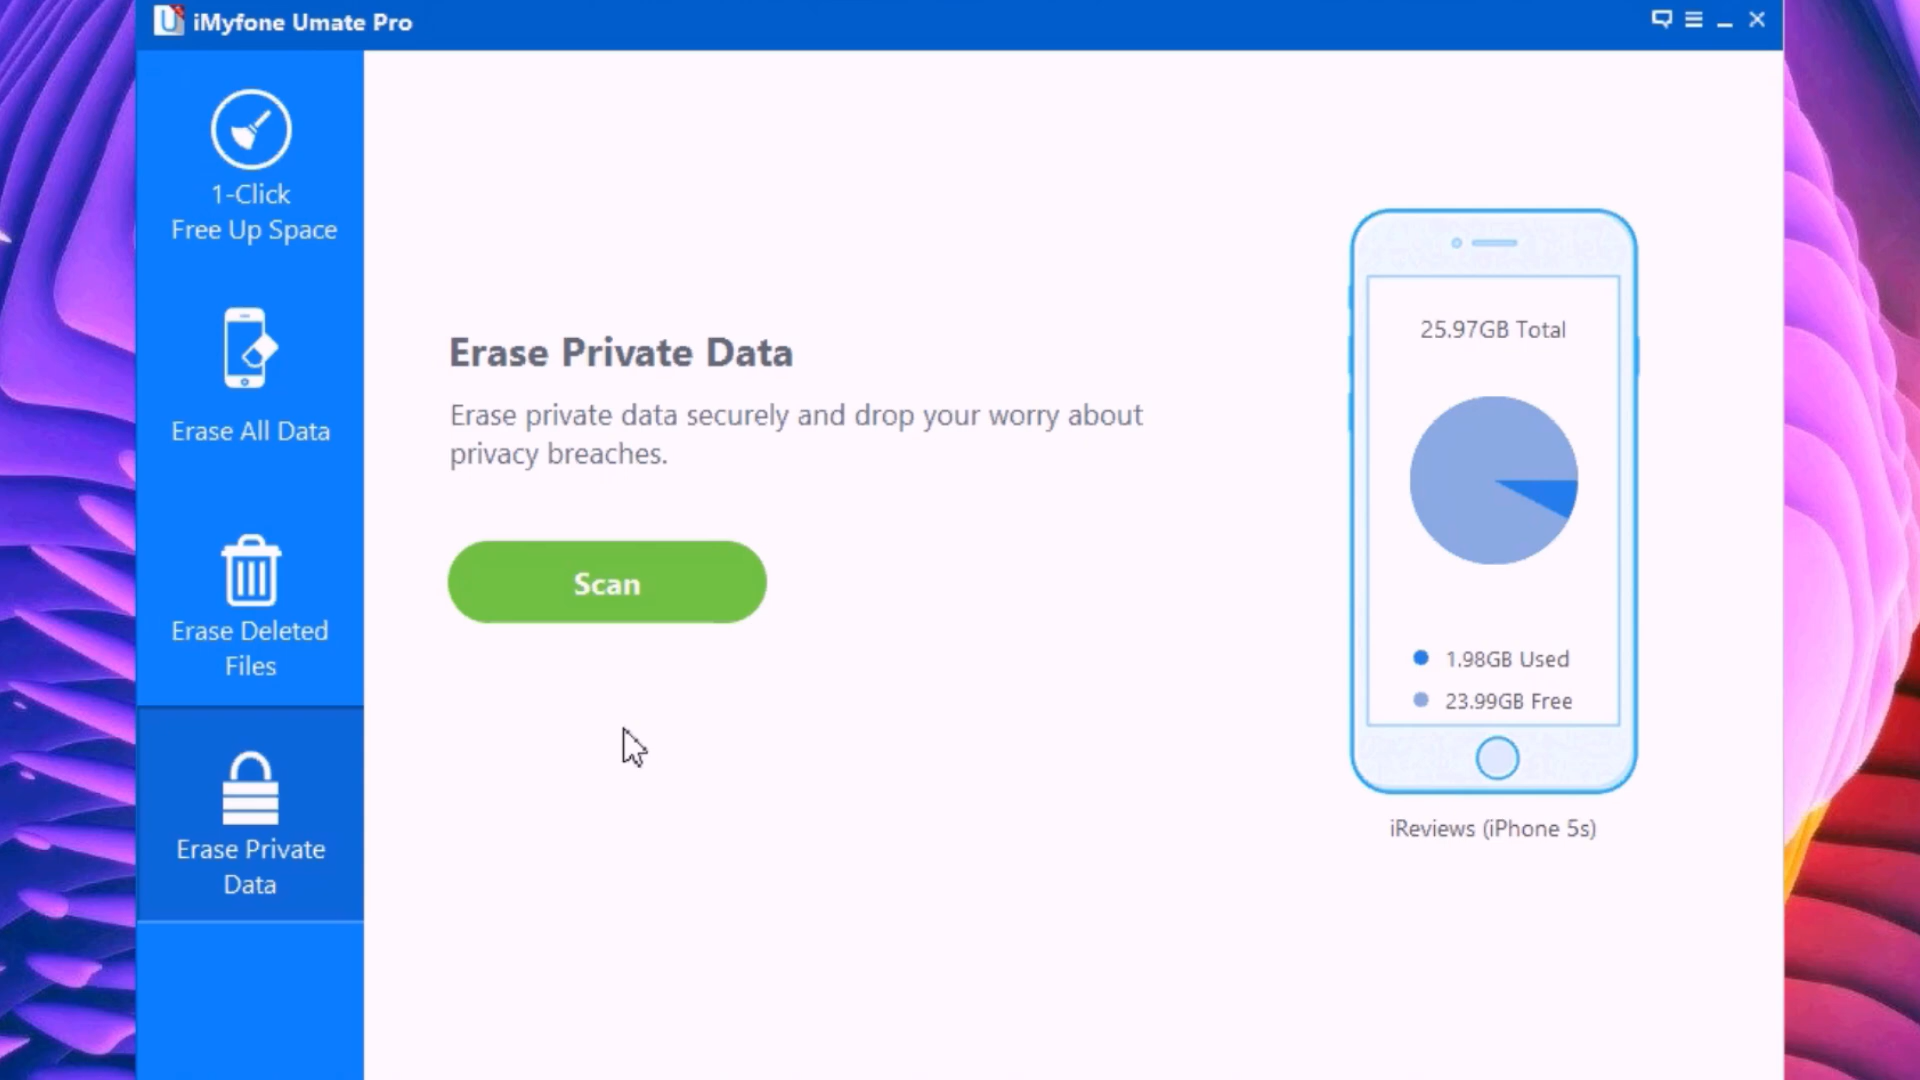 iMyfone Umate Pro
1-Click
Free Up Space
Erase All Data
Erase Deleted
Files
Erase Private
Data
Erase Private Data
Erase private data securely and drop your worry about
privacy breaches.
Scan
25.97GB Total
1.98GB Used
23.99GB Free
iReviews (iPhone 5s)